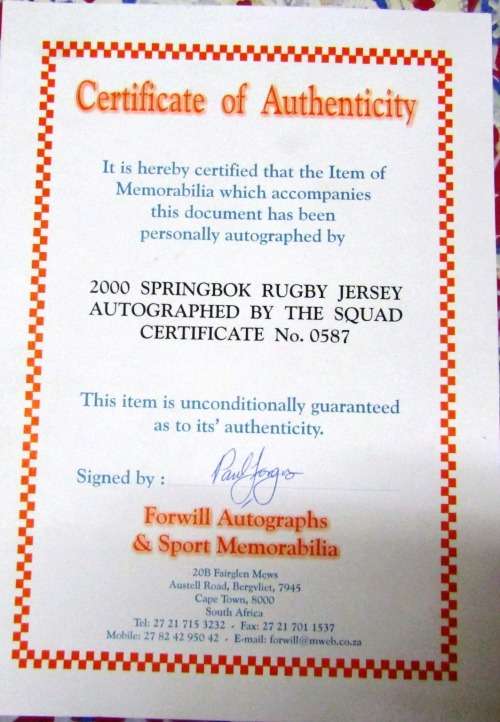 Certificate of Authenticity
It is hereby certified that the Item of
Memorabilia which accompanies
this document has been
personally autographed by
2000 SPRINGBOK RUGBY JERSEY
AUTOGRAPHED BY THE SQUAD
CERTIFICATE No. 0587
This item is unconditionally guaranteed
as to its' authenticity.
Signed by : Paul
Forwill Autographs
& Sport Memorabilia
20B Fairglen Mews
Austell Road, Bergvliet, 7945
Cape Town, 8000
South Africa
Tel: 27 21 715 3232 - Fax: 27 21 701 1537
Mobile: 27 82 42 950 42 - E-mail: forwill@mweb.co.za